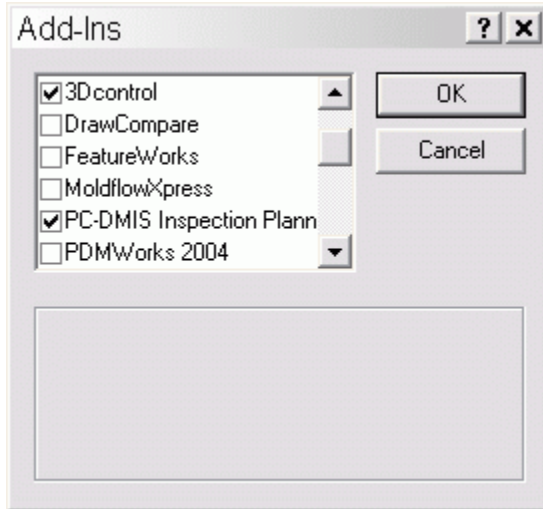 Add-Ins
3Dcontrol
DrawCompare
FeatureWorks
MoldflowXpress
PC-DMIS Inspection Plann
PDMWorks 2004
OK
Cancel